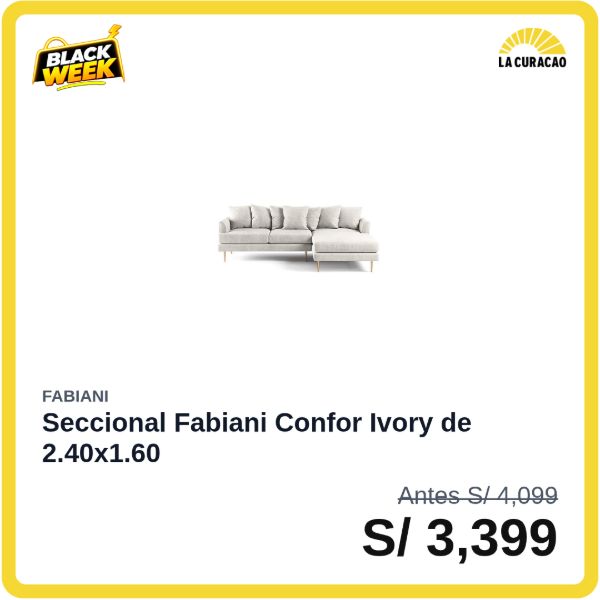 BLACK
WEEK
LA CURACAO
FABIANI
Seccional Fabiani Confor Ivory de
2.40x1.60
Antes S/ 4,099
S/ 3,399